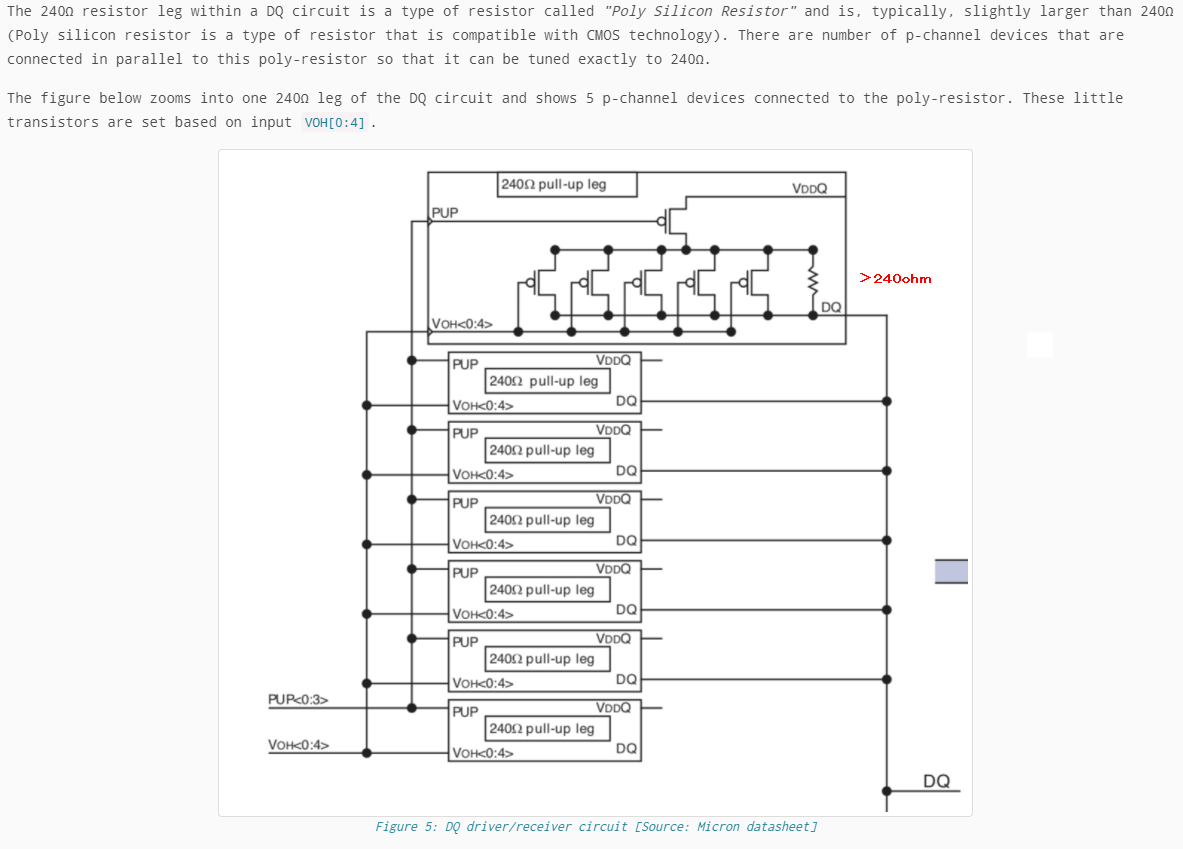 The 240Ω resistor leg within a DQ circuit is a type of resistor called "Poly Silicon Resistor" and is, typically, slightly larger than 240Ω
(Poly silicon resistor is a type of resistor that is compatible with CMOS technology). There are number of p-channel devices that are
connected in parallel to this poly-resistor so that it can be tuned exactly to 240Ω.
The figure below zooms into one 240Ω leg of the DQ circuit and shows 5 p-channel devices connected to the poly-resistor. These little
transistors are set based on input VOH[0:4] .
240Ω pull-up leg
VDDQ
PUP
>240ohm
DQ
VOH<0:4>
PUP
VDDQ
240Ω pull-up leg
VOH<0:4>
DQ
PUP
VDDQ
240Ω pull-up leg
VOH<0:4>
DQ
PUP
VDDQ
240Ω pull-up leg
VOH<0:4>
DQ
PUP
VDDQ
240Ω pull-up leg
VOH<0:4>
DQ
PUP
VDDQ
240Ω pull-up leg
VOH<0:4>
DQ
PUP<0:3>
PUP
VDDQ
240Ω pull-up leg
VOH<0:4>
VOH<0:4>
DQ
DQ
Figure 5: DQ driver/receiver circuit [Source: Micron datasheet]